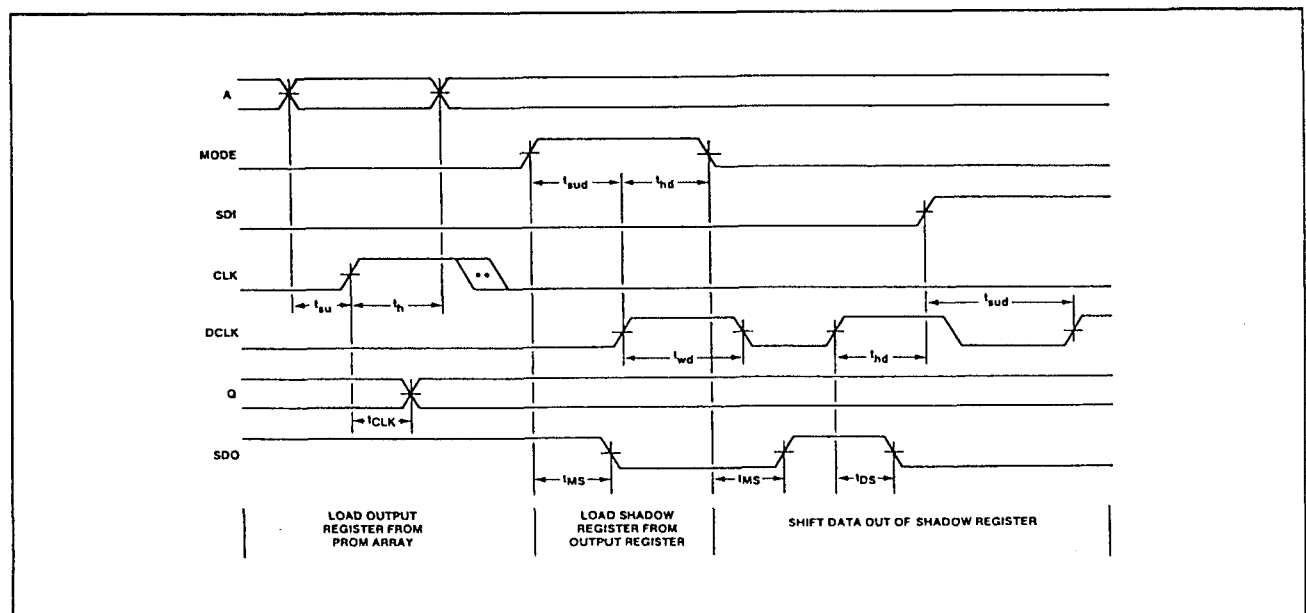 A
MODE
tsud
thd
SDI
CLK
tsu
th
tsud
DCLK
twd
thd
Q
tCLK
SDO
tMS
tMS
tDS
LOAD OUTPUT
REGISTER FROM
PROM ARRAY
LOAD SHADOW
REGISTER FROM
OUTPUT REGISTER
SHIFT DATA OUT OF SHADOW REGISTER